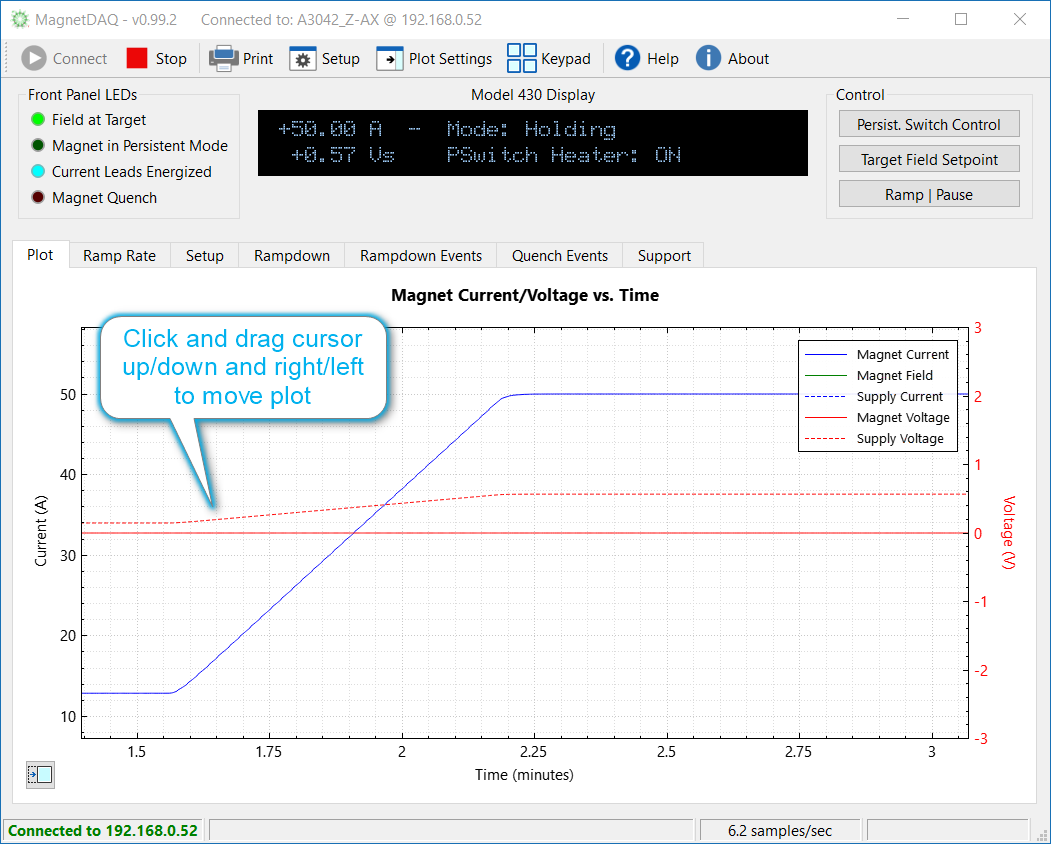 MagnetDAQ - v0.99.2 Connected to: A3042_Z-AX @ 192.168.0.52
Connect Stop Print Setup Plot Settings Keypad Help About
Front Panel LEDs
Field at Target
Magnet in Persistent Mode
Current Leads Energized
Magnet Quench
Model 430 Display
+50.00 A - Mode: Holding
+0.57 Vs PSwitch Heater: ON
Control
Persist. Switch Control
Target Field Setpoint
Ramp | Pause
Plot Ramp Rate Setup Rampdown Rampdown Events Quench Events Support
Magnet Current/Voltage vs. Time
Click and drag cursor
up/down and right/left
to move plot
Magnet Current
Magnet Field
Supply Current
Magnet Voltage
Supply Voltage
Current (A)
50
40
30
20
10
3
2
1
0
-1
-2
-3
Voltage (V)
1.5 1.75 2 2.25 2.5 2.75 3
Time (minutes)
Connected to 192.168.0.52 6.2 samples/sec